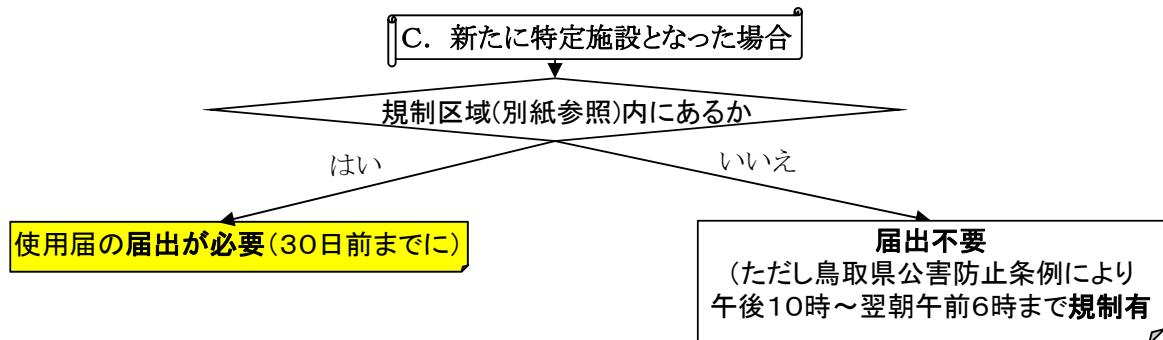 C. 新たに特定施設となった場合
規制区域(別紙参照)内にあるか
はい
いいえ
使用届の届出が必要(30日前までに)
届出不要
(ただし鳥取県公害防止条例により
午後10時～翌朝午前6時まで規制有